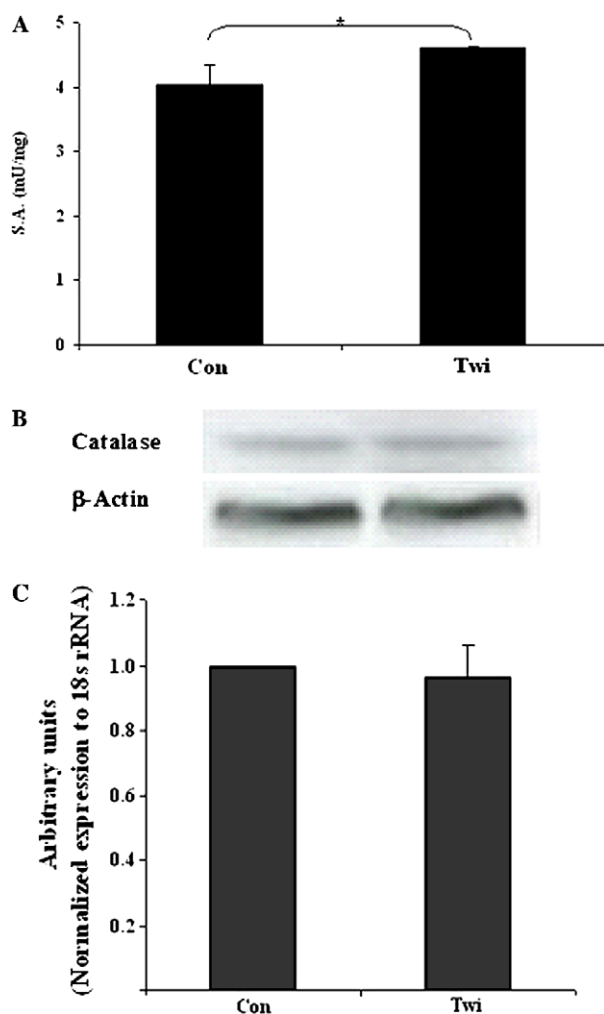 A
5
4
3
2
1
0
S.A. (mU/mg)
*
Con
Twi
B
Catalase
β-Actin
C
1.2
1.0
0.8
0.6
0.4
0.2
Arbitrary units
(Normalized expression to 18s rRNA)
Con
Twi